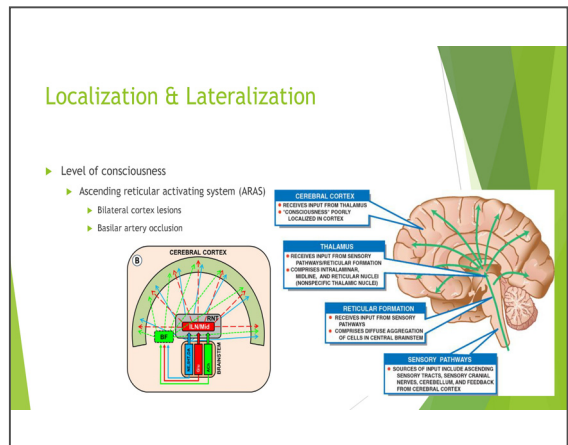 Localization & Lateralization
Level of consciousness
Ascending reticular activating system (ARAS)
Bilateral cortex lesions
Basilar artery occlusion
B
CEREBRAL CORTEX
RNT
ILN/Mid
BF
BRAINSTEM
CEREBRAL CORTEX
RECEIVES INPUT FROM THALAMUS
"CONSCIOUSNESS" POORLY
LOCALIZED IN CORTEX
THALAMUS
RECEIVES INPUT FROM SENSORY
PATHWAYS/RETICULAR FORMATION
COMPRISES INTRALAMINAR,
MIDLINE, AND RETICULAR NUCLEI
(NONSPECIFIC THALAMIC NUCLEI)
RETICULAR FORMATION
RECEIVES INPUT FROM SENSORY
PATHWAYS
COMPRISES DIFFUSE AGGREGATION
OF CELLS IN CENTRAL BRAINSTEM
SENSORY PATHWAYS
SOURCES OF INPUT INCLUDE ASCENDING
SENSORY TRACTS, SENSORY CRANIAL
NERVES, CEREBELLUM, AND FEEDBACK
FROM CEREBRAL CORTEX